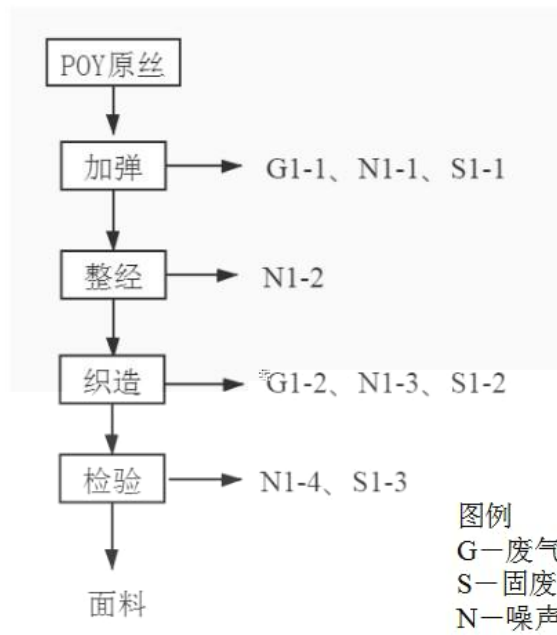 POY原丝
加弹
G1-1、N1-1、S1-1
整经
N1-2
织造
G1-2、N1-3、S1-2
检验
N1-4、S1-3
面料
图例
G－废气
S－固废
N－噪声